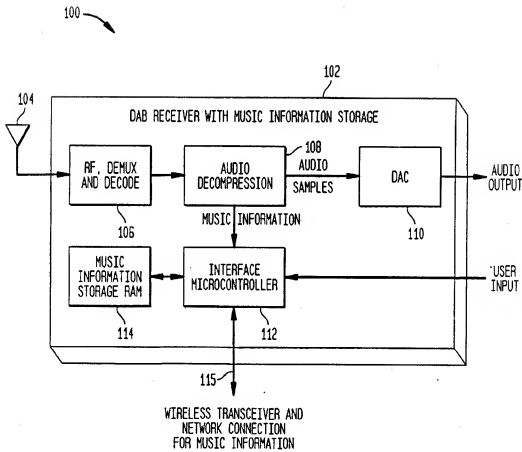 100
104
102
DAB RECEIVER WITH MUSIC INFORMATION STORAGE
108
RF, DEMUX
AND DECODE
AUDIO
DECOMPRESSION
AUDIO
SAMPLES
DAC
AUDIO
OUTPUT
106
MUSIC INFORMATION
110
MUSIC
INFORMATION
STORAGE RAM
INTERFACE
MICROCONTROLLER
USER
INPUT
114
112
115
WIRELESS TRANSCEIVER AND
NETWORK CONNECTION
FOR MUSIC INFORMATION